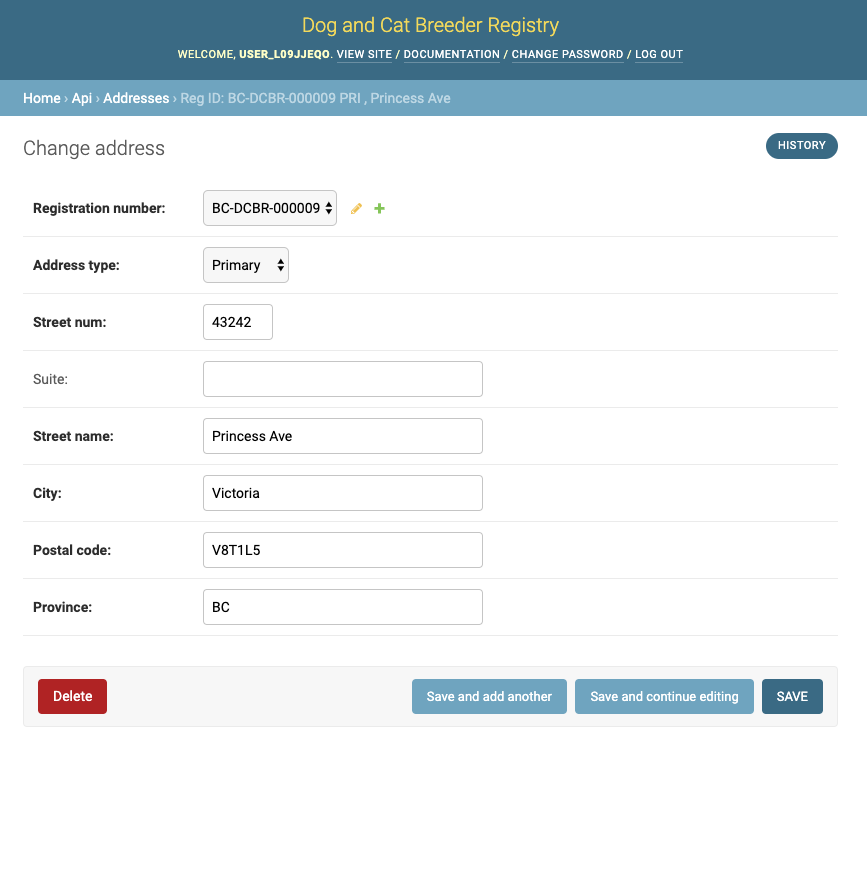 Dog and Cat Breeder Registry
WELCOME, USER_L09JJEQO. VIEW SITE / DOCUMENTATION / CHANGE PASSWORD / LOG OUT
Home › Api › Addresses › Reg ID: BC-DCBR-000009 PRI , Princess Ave
Change address
HISTORY
Registration number: BC-DCBR-000009
Address type: Primary
Street num: 43242
Suite:
Street name: Princess Ave
City: Victoria
Postal code: V8T1L5
Province: BC
Delete Save and add another Save and continue editing SAVE